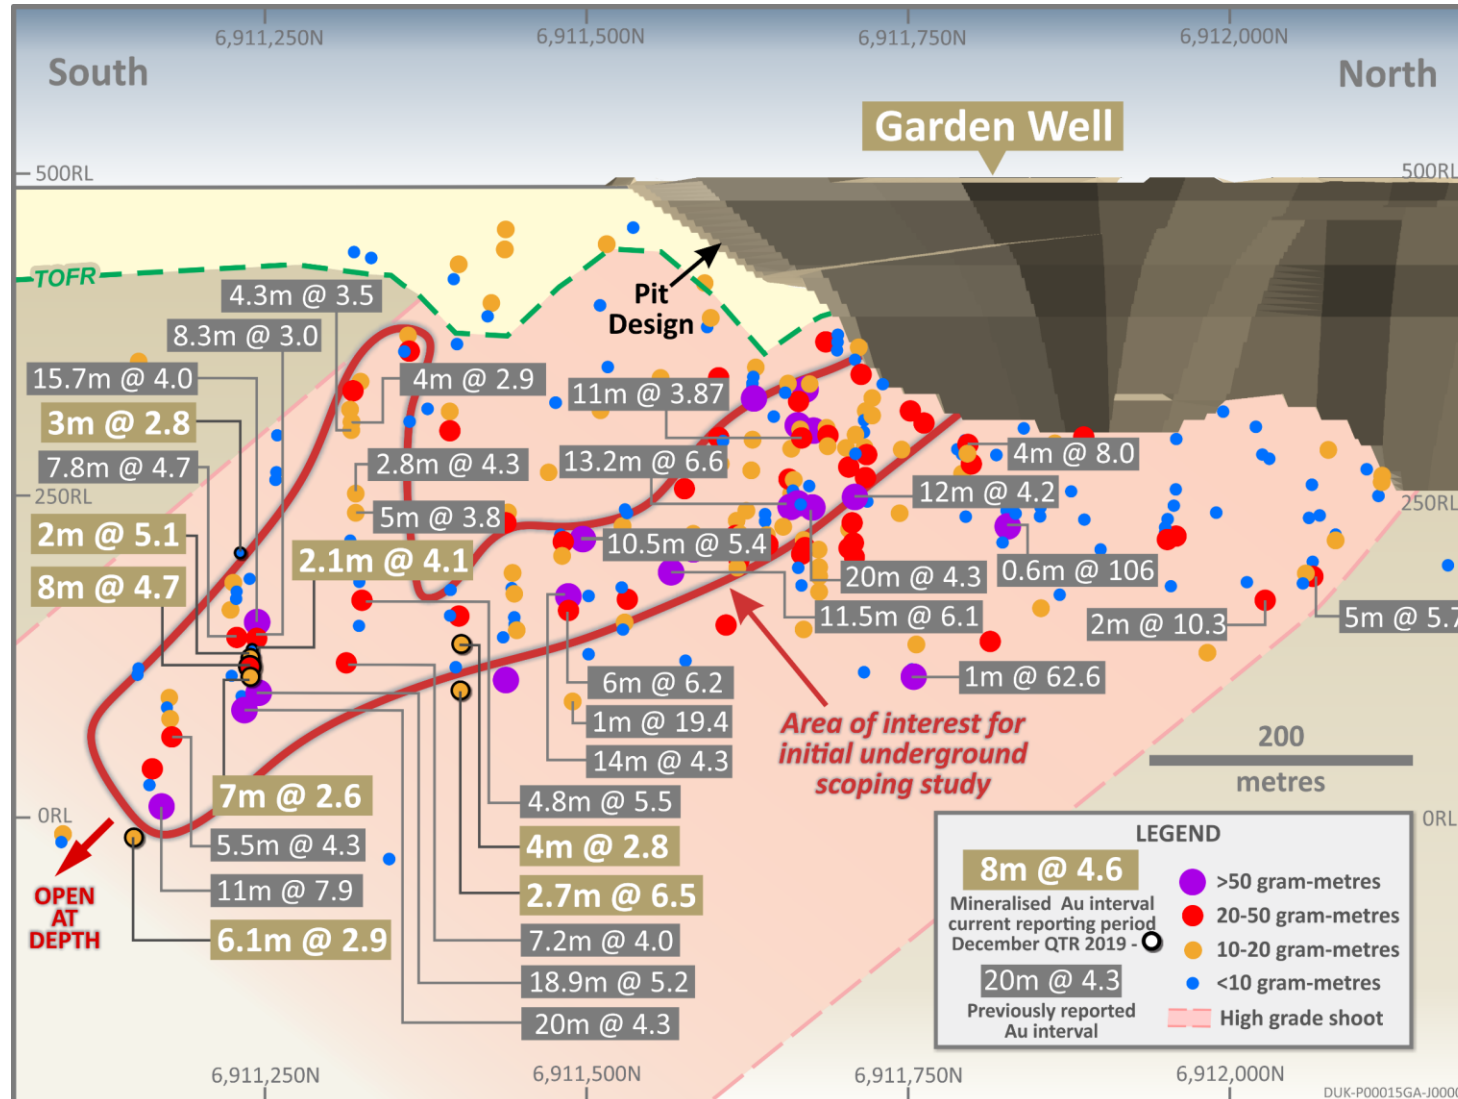 6,911,250N
6,911,500N
6,911,750N
6,912,000N
South
North
Garden Well
500RL
500RL
TOFR
4.3m @ 3.5
Pit
Design
8.3m @ 3.0
15.7m @ 4.0
4m @ 2.9
11m @ 3.87
3m @ 2.8
7.8m @ 4.7
2.8m @ 4.3
13.2m @ 6.6
4m @ 8.0
250RL
12m @ 4.2
250RL
5m @ 3.8
2m @ 5.1
2.1m @ 4.1
10.5m @ 5.4
8m @ 4.7
20m @ 4.3
0.6m @ 106
11.5m @ 6.1
2m @ 10.3
5m @ 5.7
6m @ 6.2
1m @ 62.6
1m @ 19.4
14m @ 4.3
Area of interest for
initial underground
scoping study
200
metres
7m @ 2.6
4.8m @ 5.5
0RL
0RL
5.5m @ 4.3
4m @ 2.8
11m @ 7.9
2.7m @ 6.5
OPEN
AT
DEPTH
6.1m @ 2.9
7.2m @ 4.0
18.9m @ 5.2
20m @ 4.3
LEGEND
8m @ 4.6
Mineralised Au interval
current reporting period
December QTR 2019 -
20m @ 4.3
Previously reported
Au interval
>50 gram-metres
20-50 gram-metres
10-20 gram-metres
<10 gram-metres
High grade shoot
6,911,250N
6,911,500N
6,911,750N
6,912,000N
DUK-P00015GA-J0000